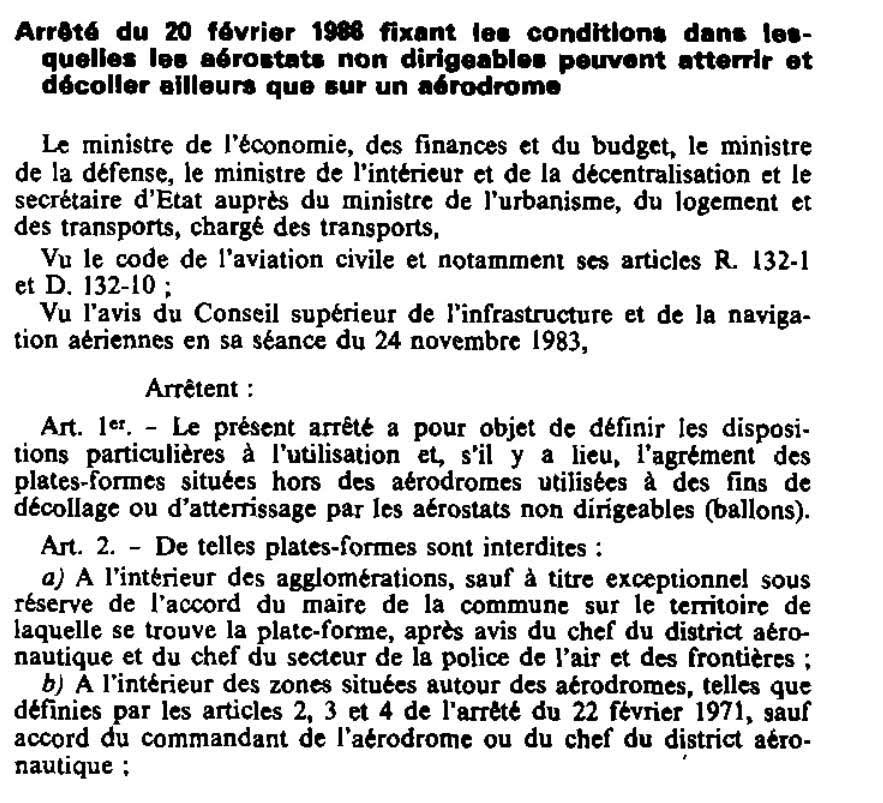 Arrêté du 20 février 1986 fixant les conditions dans les-
quelles les aérostats non dirigeables peuvent atterrir et
décoller ailleurs que sur un aérodrome
Le ministre de l'économie, des finances et du budget, le ministre
de la défense, le ministre de l'intérieur et de la décentralisation et le
secrétaire d'Etat auprès du ministre de l'urbanisme, du logement et
des transports, chargé des transports,
Vu le code de l'aviation civile et notamment ses articles R. 132-1
et D. 132-10 ;
Vu l'avis du Conseil supérieur de l'infrastructure et de la naviga-
tion aériennes en sa séance du 24 novembre 1983,
Arrêtent :
Art. 1er. - Le présent arrêté a pour objet de définir les disposi-
tions particulières à l'utilisation et, s'il y a lieu, l'agrément des
plates-formes situées hors des aérodromes utilisées à des fins de
décollage ou d'atterrissage par les aérostats non dirigeables (ballons).
Art. 2. - De telles plates-formes sont interdites :
a) A l'intérieur des agglomérations, sauf à titre exceptionnel sous
réserve de l'accord du maire de la commune sur le territoire de
laquelle se trouve la plate-forme, après avis du chef du district aéro-
nautique et du chef du secteur de la police de l'air et des frontières ;
b) A l'intérieur des zones situées autour des aérodromes, telles que
définies par les articles 2, 3 et 4 de l'arrêté du 22 février 1971, sauf
accord du commandant de l'aérodrome ou du chef du district aéro-
nautique ;